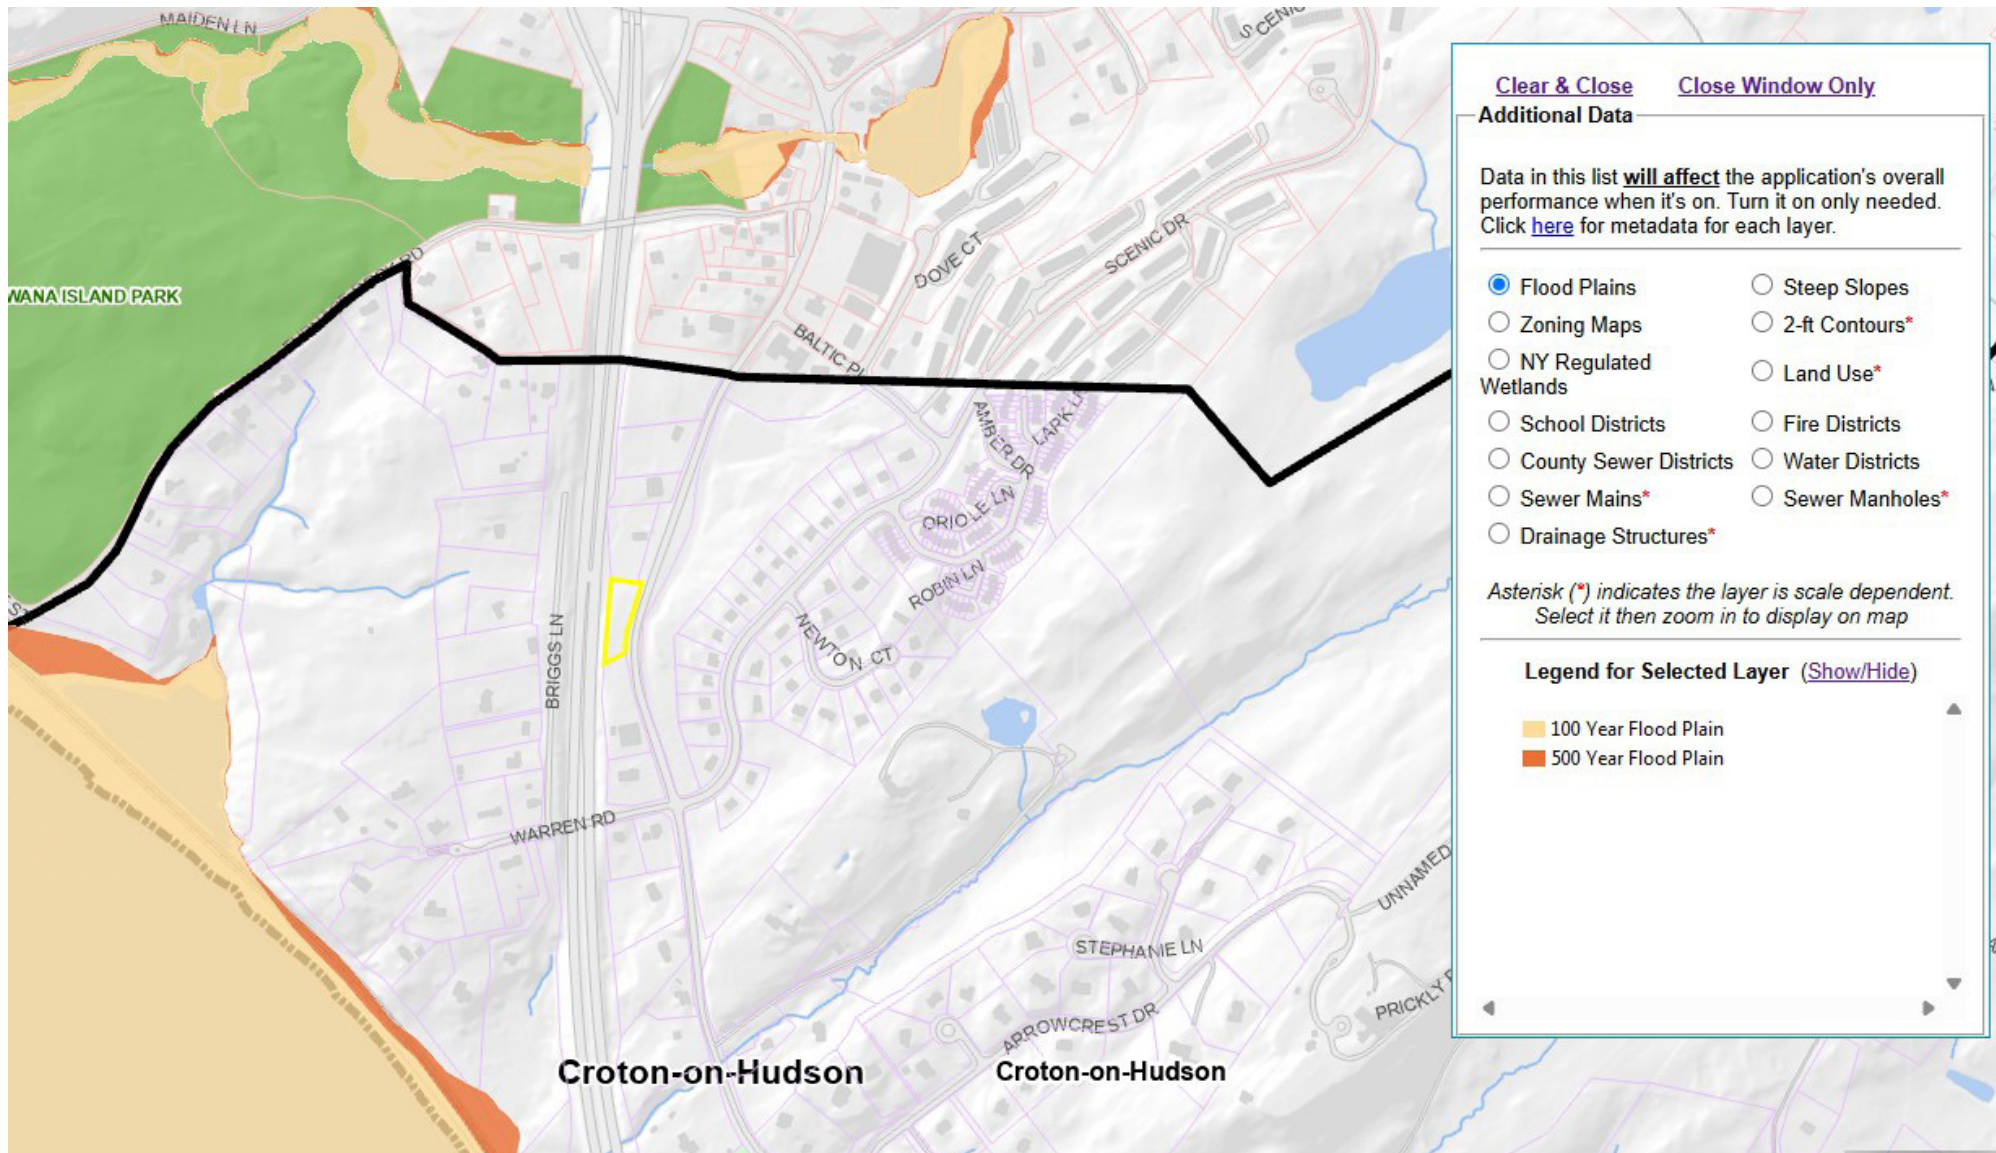 MAIDEN LN
Clear & Close Close Window Only
Additional Data
Data in this list will affect the application's overall
performance when it's on. Turn it on only needed.
Click here for metadata for each layer.
Flood Plains Steep Slopes
Zoning Maps 2-ft Contours*
NY Regulated
Wetlands
Land Use*
School Districts Fire Districts
County Sewer Districts Water Districts
Sewer Mains* Sewer Manholes*
Drainage Structures*
Asterisk (*) indicates the layer is scale dependent.
Select it then zoom in to display on map
Legend for Selected Layer (Show/Hide)
100 Year Flood Plain
500 Year Flood Plain
DOVE CT
SCENIC DR
WANA ISLAND PARK
BALTIC PL
AMBER DR
LARK LN
ORIOLE LN
ROBIN LN
NEWTON CT
BRIGGS LN
WARREN RD
UNNAMED
STEPHANIE LN
PRICKLY
ARROWCREST DR
Croton-on-Hudson
Croton-on-Hudson